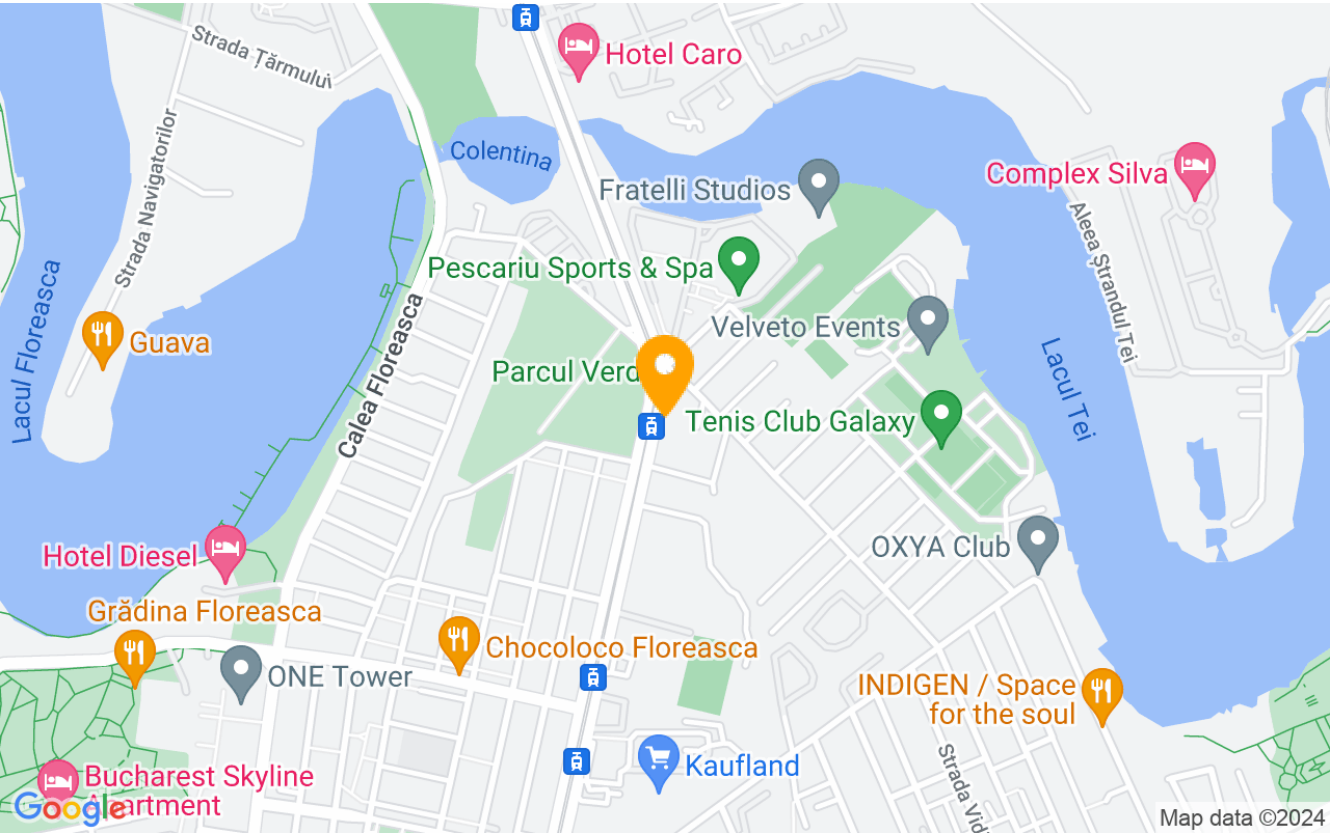 Strada Țărmului
Hotel Caro
Colentina
Strada Navigatorilor
Fratelli Studios
Complex Silva
Aleea Ștrandul Tei
Pescariu Sports & Spa
Lacul Floreasca
Guava
Calea Floreasca
Velveto Events
Lacul Tei
Parcul Verd
Tenis Club Galaxy
Hotel Diesel
OXYA Club
Grădina Floreasca
Chocoloco Floreasca
ONE Tower
INDIGEN / Space
for the soul
Strada Vid
Kaufland
Bucharest Skyline
Apartment
Google
Map data ©2024